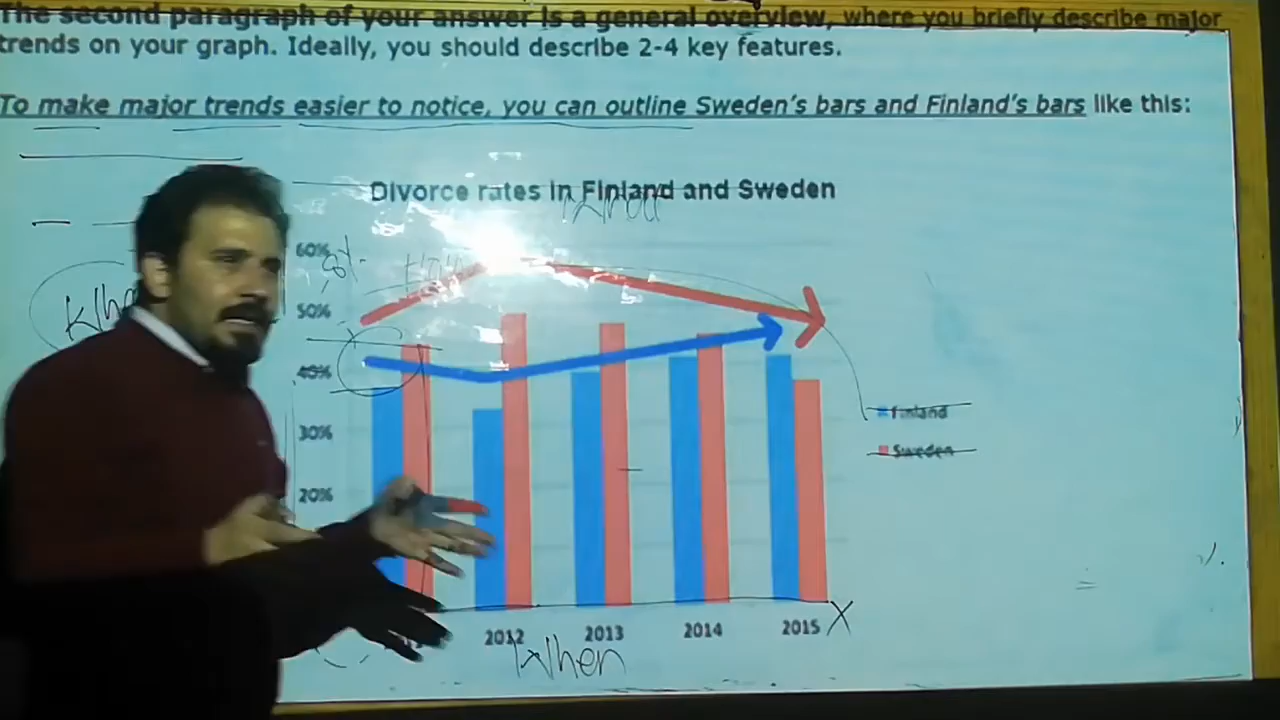 The second paragraph of your answer is a general overview, where you briefly describe major
trends on your graph. Ideally, you should describe 2-4 key features.
To make major trends easier to notice, you can outline Sweden's bars and Finland's bars like this:
Divorce rates in Finland and Sweden
60%
50%
40%
30%
20%
Finland
Sweden
2012 2013 2014 2015 X
When